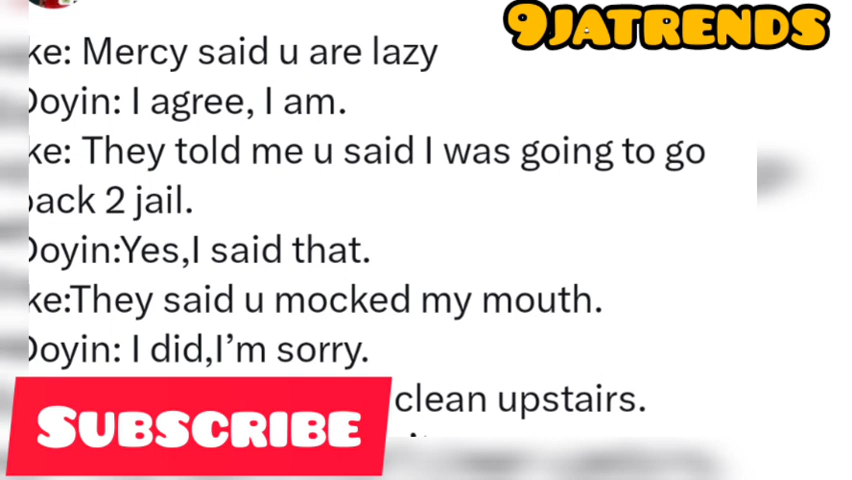 9JATRENDS
ke: Mercy said u are lazy
Doyin: I agree, I am.
ke: They told me u said I was going to go
back 2 jail.
Doyin:Yes,I said that.
ke:They said u mocked my mouth.
Doyin: I did,I’m sorry.
clean upstairs.
SUBSCRIBE